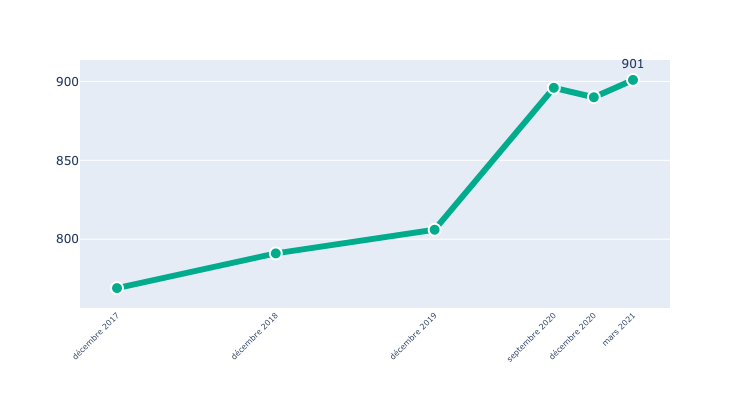 901
900
850
800
décembre 2017
décembre 2018
décembre 2019
septembre 2020
décembre 2020
mars 2021